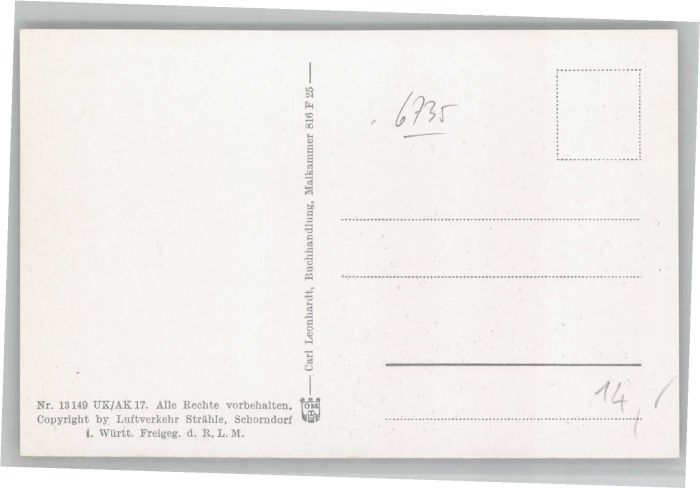 Nr. 13149 UK/AK 17. Alle Rechte vorbehalten.
Copyright by Luftverkehr Strähle, Schorndorf
i. Württ. Freigeg. d. R. L. M.
— Carl Leonhardt, Buchhandlung, Maikammer 816 F 25 —
6735
14,